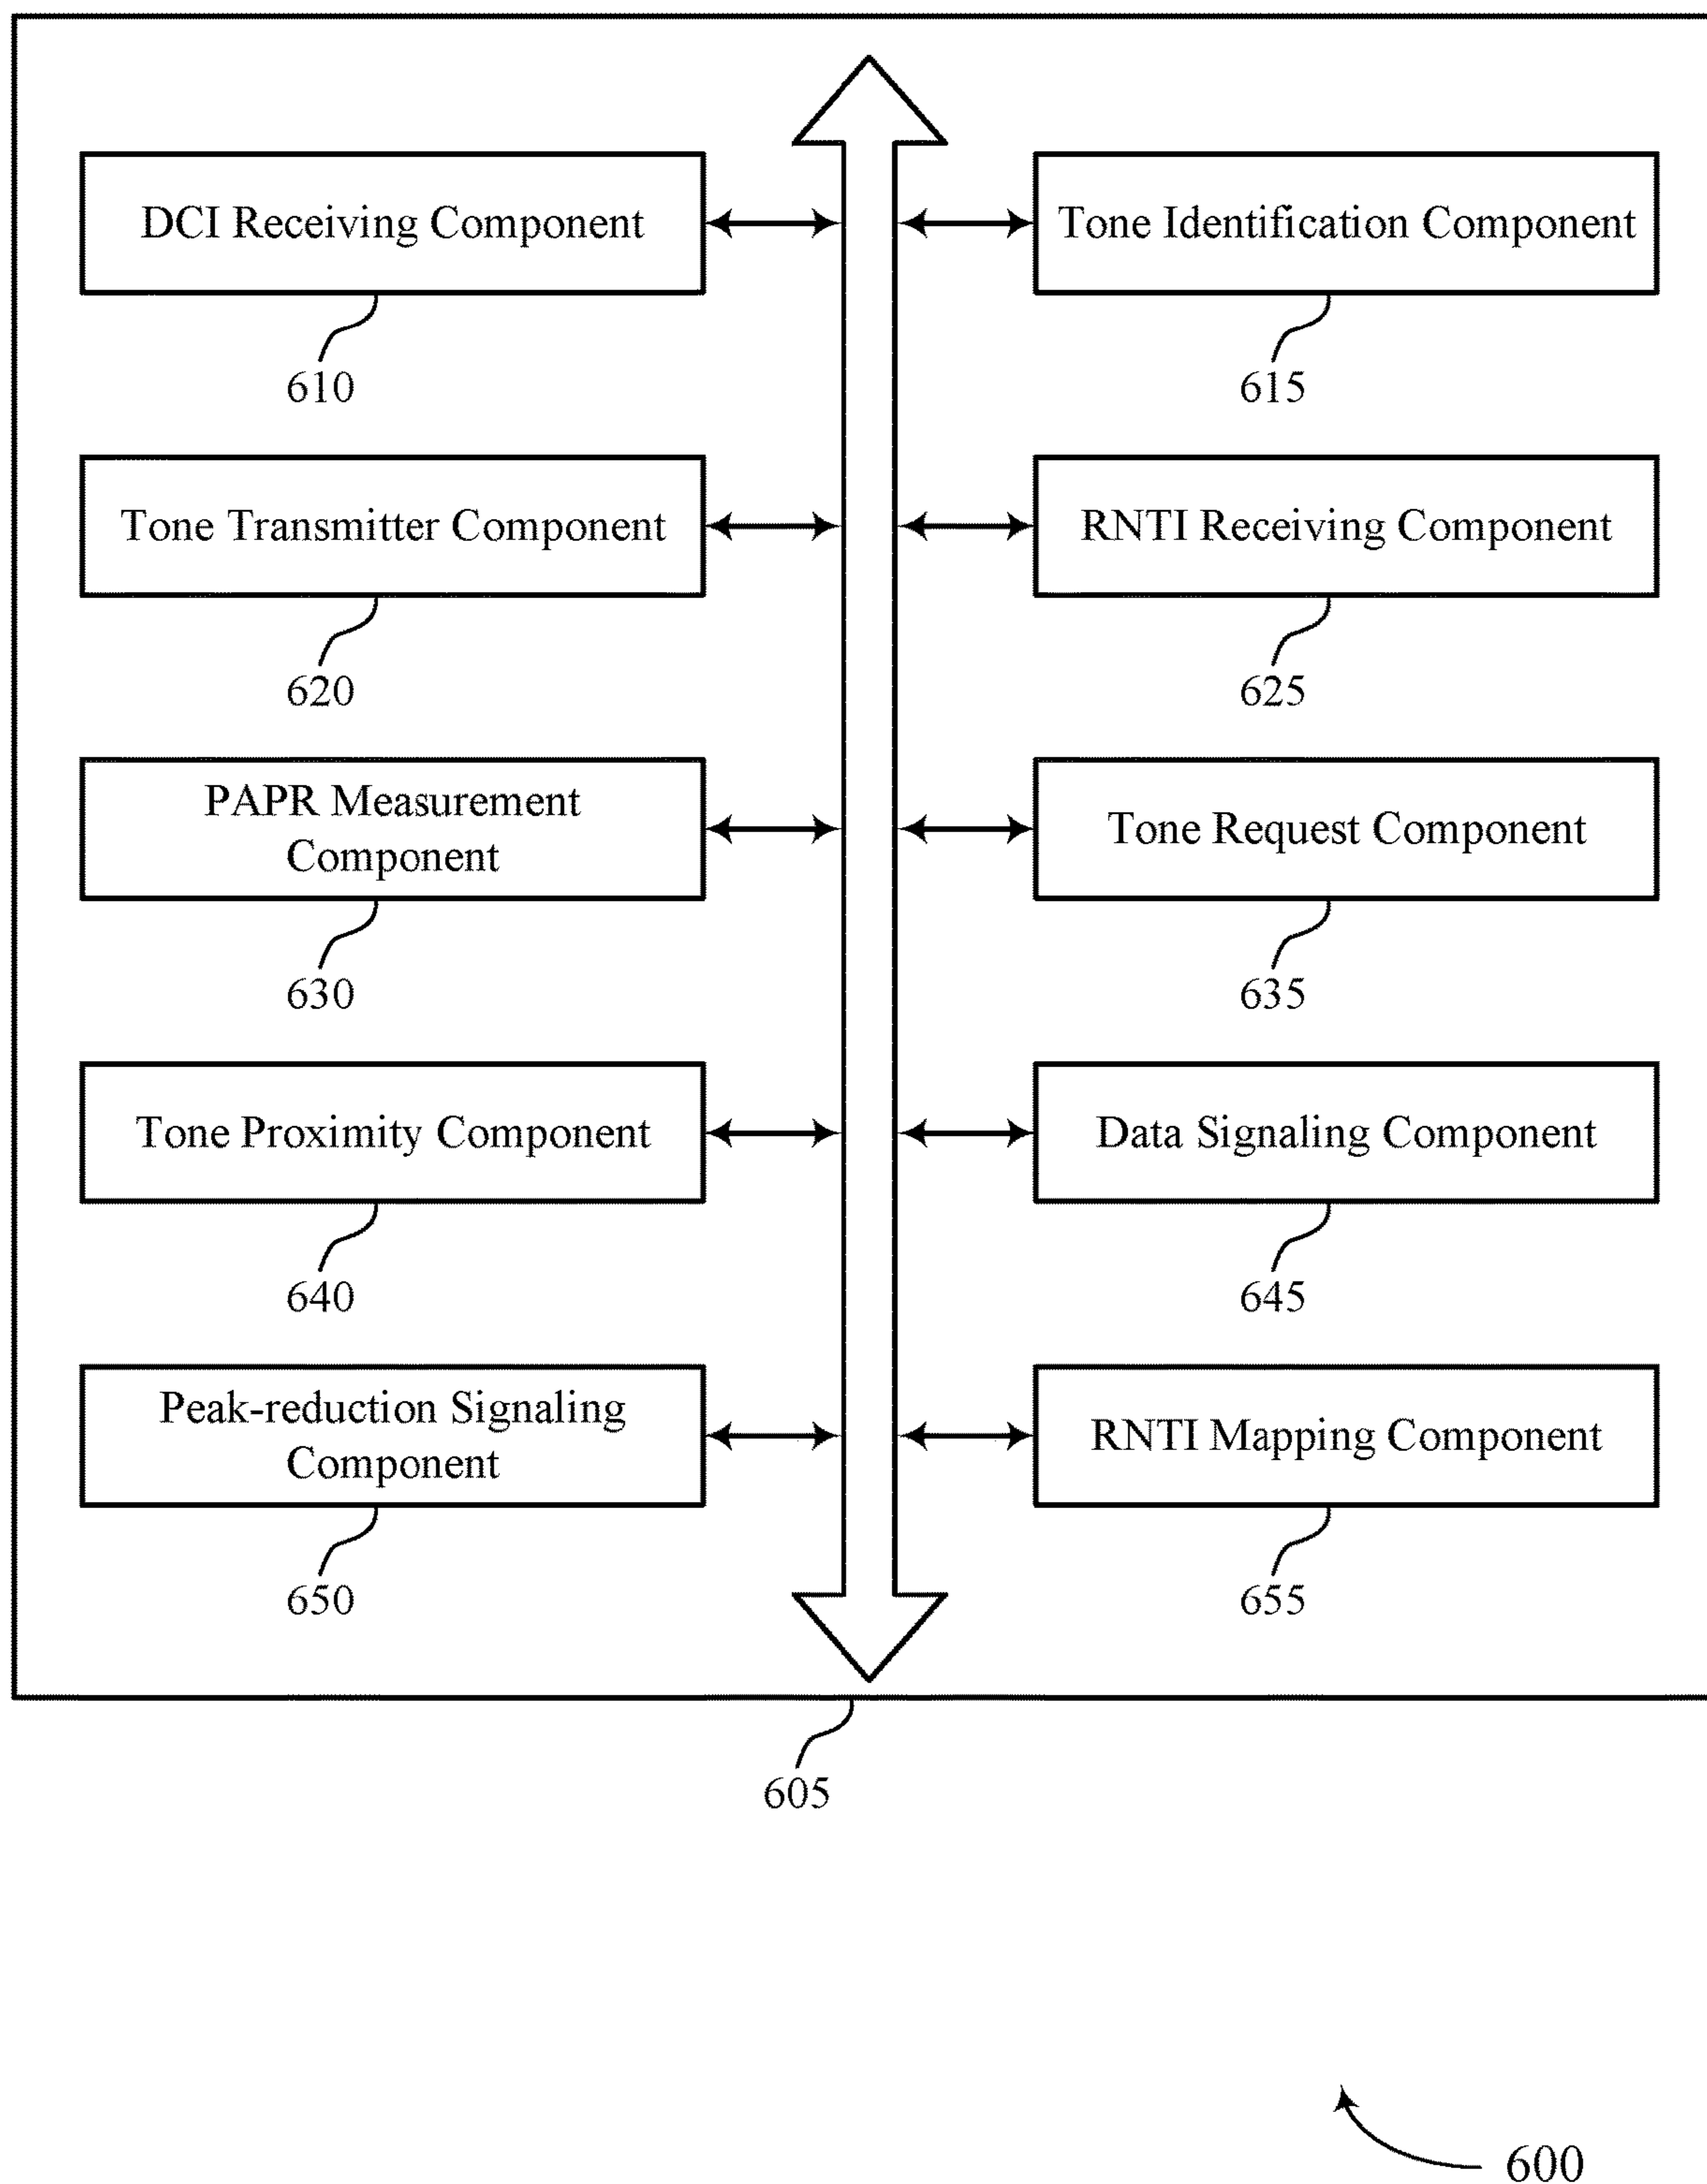 DCI Receiving Component
Tone Identification Component
610
615
Tone Transmitter Component
RNTI Receiving Component
620
625
PAPR Measurement
Component
Tone Request Component
630
635
Tone Proximity Component
Data Signaling Component
640
645
Peak-reduction Signaling
Component
RNTI Mapping Component
650
655
605
600